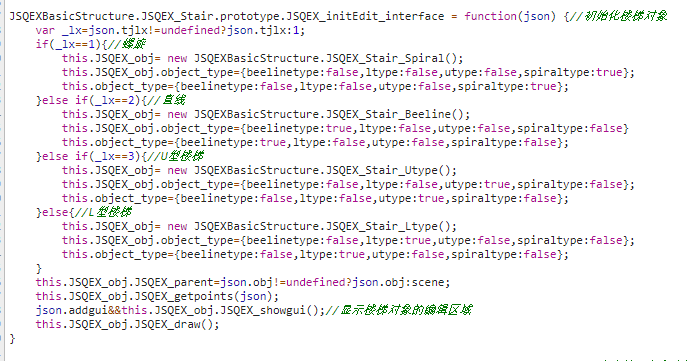 JSQEXBasicStructure.JSQEX_Stair.prototype.JSQEX_initEdit_interface = function(json) {//初始化楼梯对象
    var _lx=json.tjlx!=undefined?json.tjlx:1;
    if(_lx==1){//螺旋
        this.JSQEX_obj= new JSQEXBasicStructure.JSQEX_Stair_Spiral();
        this.JSQEX_obj.object_type={beelinetype:false,ltype:false,utype:false,spiraltype:true};
        this.object_type={beelinetype:false,ltype:false,utype:false,spiraltype:true};
    }else if(_lx==2){//直线
        this.JSQEX_obj= new JSQEXBasicStructure.JSQEX_Stair_Beeline();
        this.JSQEX_obj.object_type={beelinetype:true,ltype:false,utype:false,spiraltype:false}
        this.object_type={beelinetype:true,ltype:false,utype:false,spiraltype:false};
    }else if(_lx==3){//U型楼梯
        this.JSQEX_obj= new JSQEXBasicStructure.JSQEX_Stair_Utype();
        this.JSQEX_obj.object_type={beelinetype:false,ltype:false,utype:true,spiraltype:false};
        this.object_type={beelinetype:false,ltype:false,utype:true,spiraltype:false};
    }else{//L型楼梯
        this.JSQEX_obj= new JSQEXBasicStructure.JSQEX_Stair_Ltype();
        this.JSQEX_obj.object_type={beelinetype:false,ltype:true,utype:false,spiraltype:false};
        this.object_type={beelinetype:false,ltype:true,utype:false,spiraltype:false};
    }
    this.JSQEX_obj.JSQEX_parent=json.obj!=undefined?json.obj:scene;
    this.JSQEX_obj.JSQEX_getpoints(json);
    json.addgui&&this.JSQEX_obj.JSQEX_showgui();//显示楼梯对象的编辑区域
    this.JSQEX_obj.JSQEX_draw();
}